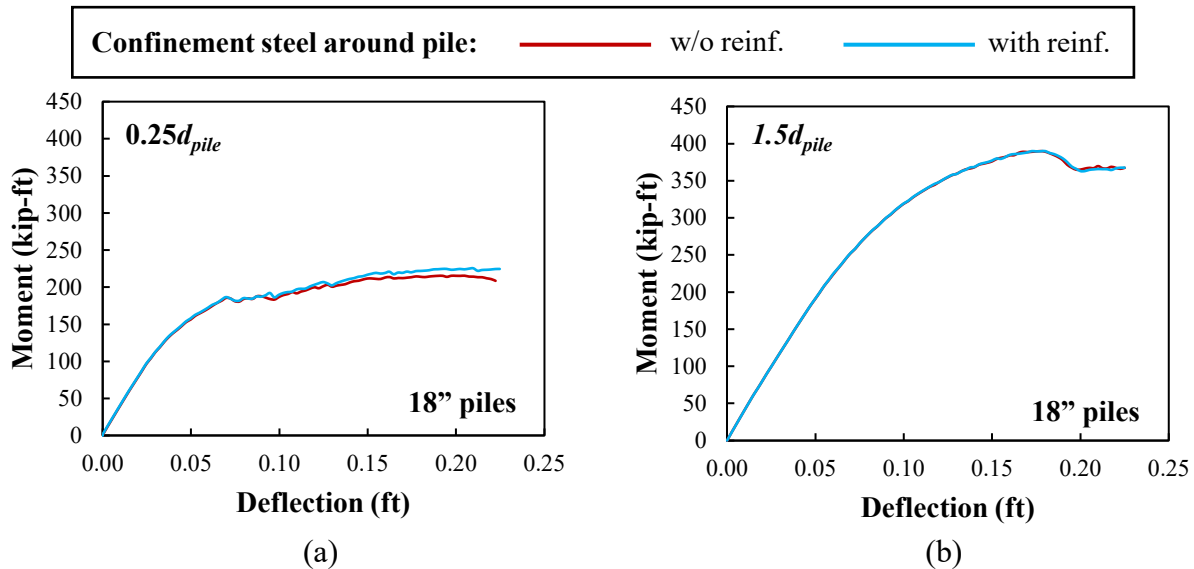 Confinement steel around pile: w/o reinf. with reinf.
450
400
350
300
250
200
150
100
50
0
Moment (kip-ft)
0.25d_pile
18” piles
0.00 0.05 0.10 0.15 0.20 0.25
Deflection (ft)
(a)
450
400
350
300
250
200
150
100
50
0
Moment (kip-ft)
1.5d_pile
18” piles
0.00 0.05 0.10 0.15 0.20 0.25
Deflection (ft)
(b)